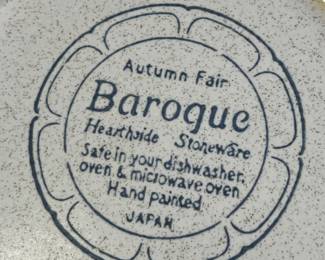 Autumn Fair
Baroque
Hearthside Stoneware
Safe in your dishwasher,
oven & microwave oven
Hand painted
JAPAN